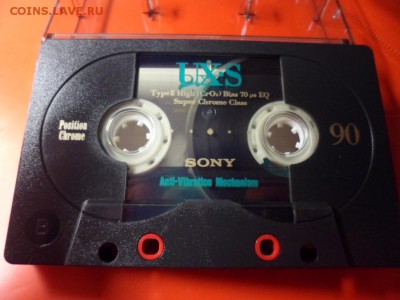 COINS.LAVE.RU
UXS
Type II High (CrO₂) Bias 70 μs EQ
Super Chrome Class
Position
Chrome
SONY
90
Anti-Vibration Mechanism
B